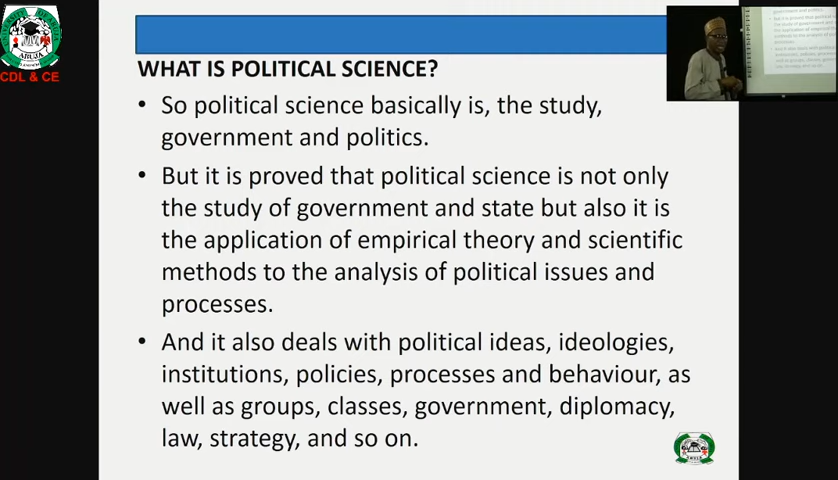 CDL & CE
WHAT IS POLITICAL SCIENCE?
• So political science basically is, the study,
government and politics.
• But it is proved that political science is not only
the study of government and state but also it is
the application of empirical theory and scientific
methods to the analysis of political issues and
processes.
• And it also deals with political ideas, ideologies,
institutions, policies, processes and behaviour, as
well as groups, classes, government, diplomacy,
law, strategy, and so on.